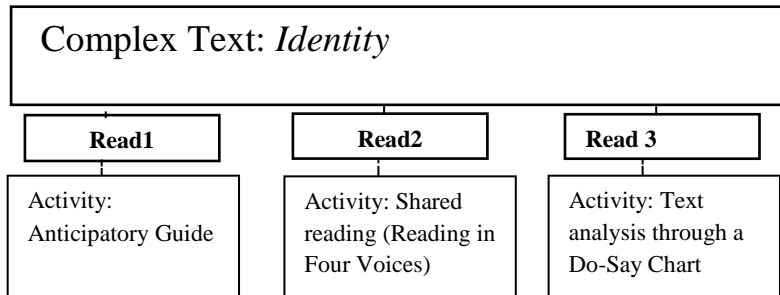 Complex Text: Identity
Read1
Read2
Read 3
Activity:
Anticipatory Guide
Activity: Shared
reading (Reading in
Four Voices)
Activity: Text
analysis through a
Do-Say Chart